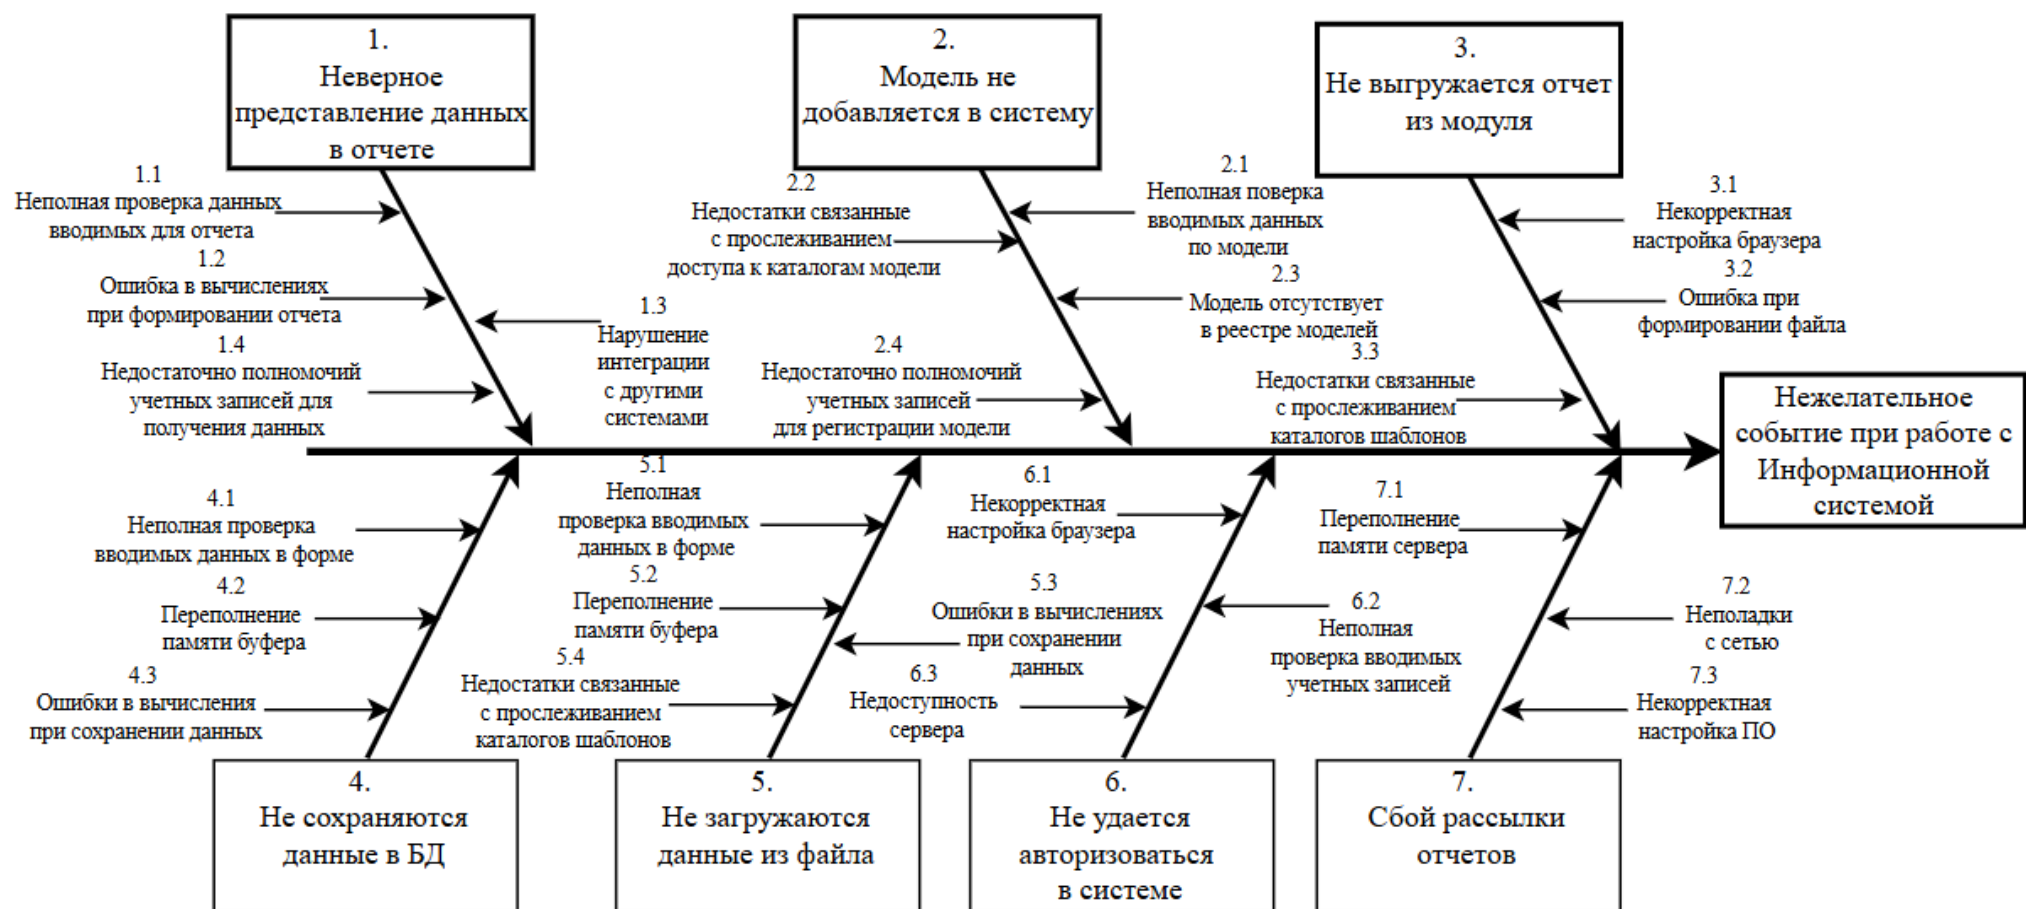 1.
Неверное
представление данных
в отчете
2.
Модель не
добавляется в систему
3.
Не выгружается отчет
из модуля
1.1
Неполная проверка данных
вводимых для отчета
1.2
Ошибка в вычислениях
при формировании отчета
1.3
Нарушение
интеграции
с другими
системами
1.4
Недостаточно полномочий
учетных записей для
получения данных
2.1
Неполная поверка
вводимых данных
по модели
2.2
Недостатки связанные
с прослеживанием
доступа к каталогам модели
2.3
Модель отсутствует
в реестре моделей
2.4
Недостаточно полномочий
учетных записей
для регистрации модели
3.1
Некорректная
настройка браузера
3.2
Ошибка при
формировании файла
3.3
Недостатки связанные
с прослеживанием
каталогов шаблонов
Нежелательное
событие при работе с
Информационной
системой
4.1
Неполная проверка
вводимых данных в форме
4.2
Переполнение
памяти буфера
4.3
Ошибки в вычисления
при сохранении данных
5.1
Неполная
проверка вводимых
данных в форме
5.2
Переполнение
памяти буфера
5.3
Ошибки в вычислениях
при сохранении
данных
5.4
Недостатки связанные
с прослеживанием
каталогов шаблонов
6.1
Некорректная
настройка браузера
6.2
Неполная
проверка вводимых
учетных записей
6.3
Недоступность
сервера
7.1
Переполнение
памяти сервера
7.2
Неполадки
с сетью
7.3
Некорректная
настройка ПО
4.
Не сохраняются
данные в БД
5.
Не загружаются
данные из файла
6.
Не удается
авторизоваться
в системе
7.
Сбой рассылки
отчетов